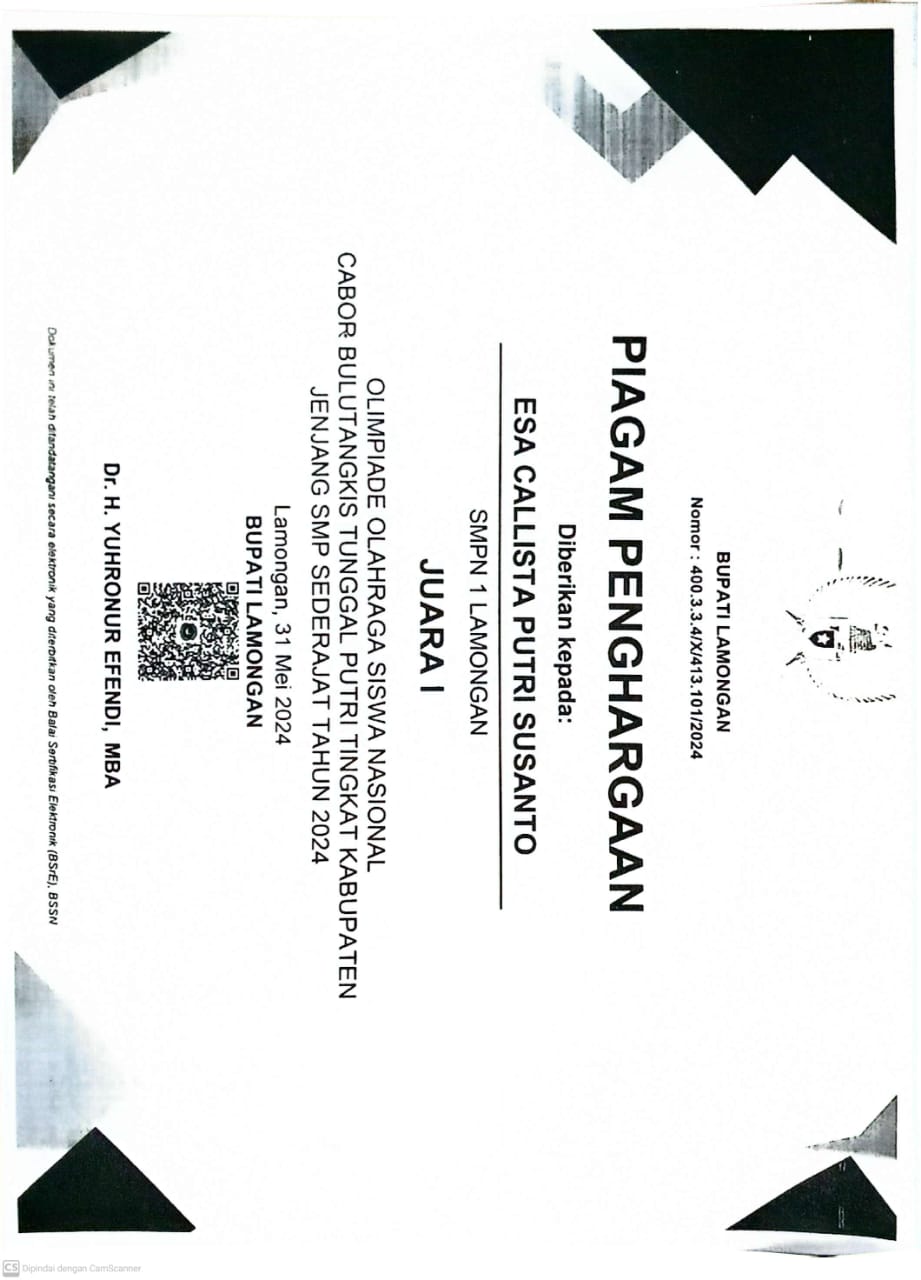 BUPATI LAMONGAN
Nomor : 400.3.3.4/X/413.101/2024
PIAGAM PENGHARGAAN
Diberikan kepada:
ESA CALLISTA PUTRI SUSANTO
SMPN 1 LAMONGAN
JUARA I
OLIMPIADE OLAHRAGA SISWA NASIONAL
CABOR BULUTANGKIS TUNGGAL PUTRI TINGKAT KABUPATEN
JENJANG SMP SEDERAJAT TAHUN 2024
Lamongan, 31 Mei 2024
BUPATI LAMONGAN
Dr. H. YUHRONUR EFENDI, MBA
Dokumen ini telah ditandatangani secara elektronik yang diterbitkan oleh Balai Sertifikasi Elektronik (BSrE), BSSN
CS Dipindai dengan CamScanner